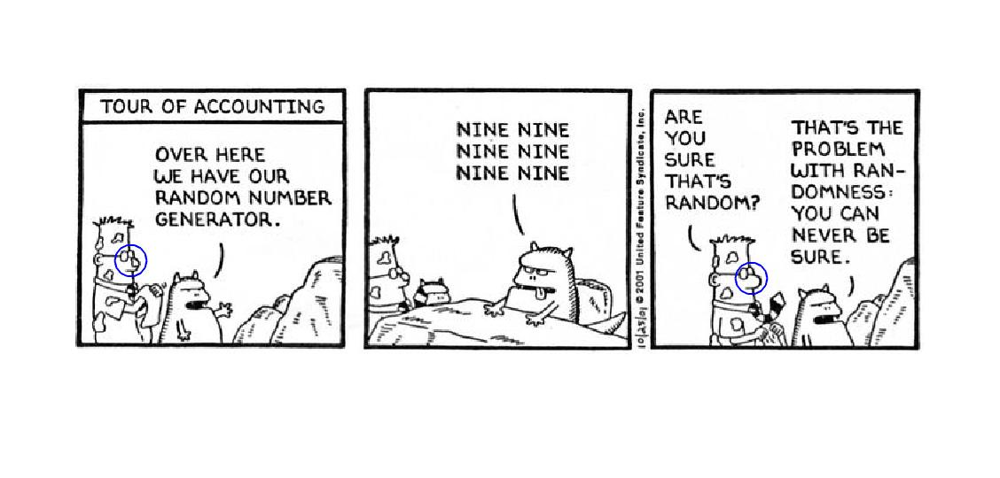 TOUR OF ACCOUNTING
OVER HERE
WE HAVE OUR
RANDOM NUMBER
GENERATOR.
NINE NINE
NINE NINE
NINE NINE
10/25/01 © 2001 United Feature Syndicate, Inc.
ARE
YOU
SURE
THAT'S
RANDOM?
THAT'S THE
PROBLEM
WITH RAN-
DOMNESS:
YOU CAN
NEVER BE
SURE.